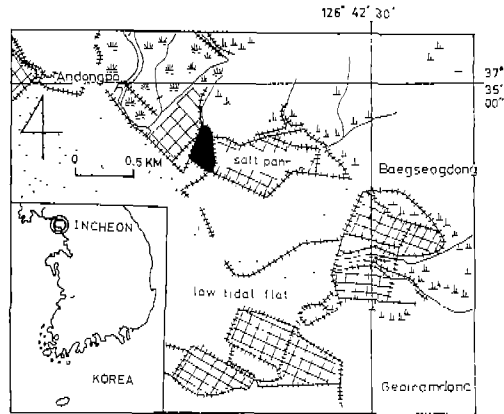 126° 42′ 30″
37°
35′
00″
Andongpo
0 0.5 KM
salt pan
Baegseogdong
INCHEON
low tidal flat
KOREA